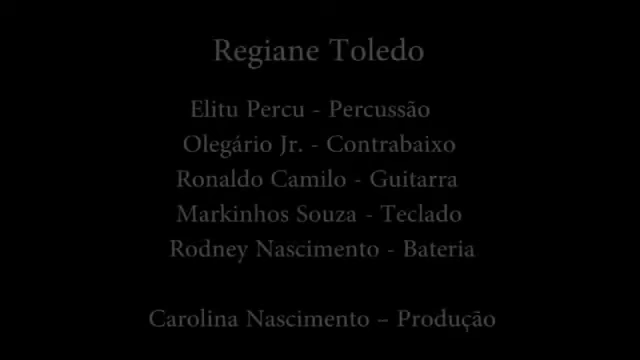 Regiane Toledo
Elitu Percu - Percussão
Olegário Jr. - Contrabaixo
Ronaldo Camilo - Guitarra
Markinhos Souza - Teclado
Rodney Nascimento - Bateria
Carolina Nascimento – Produção